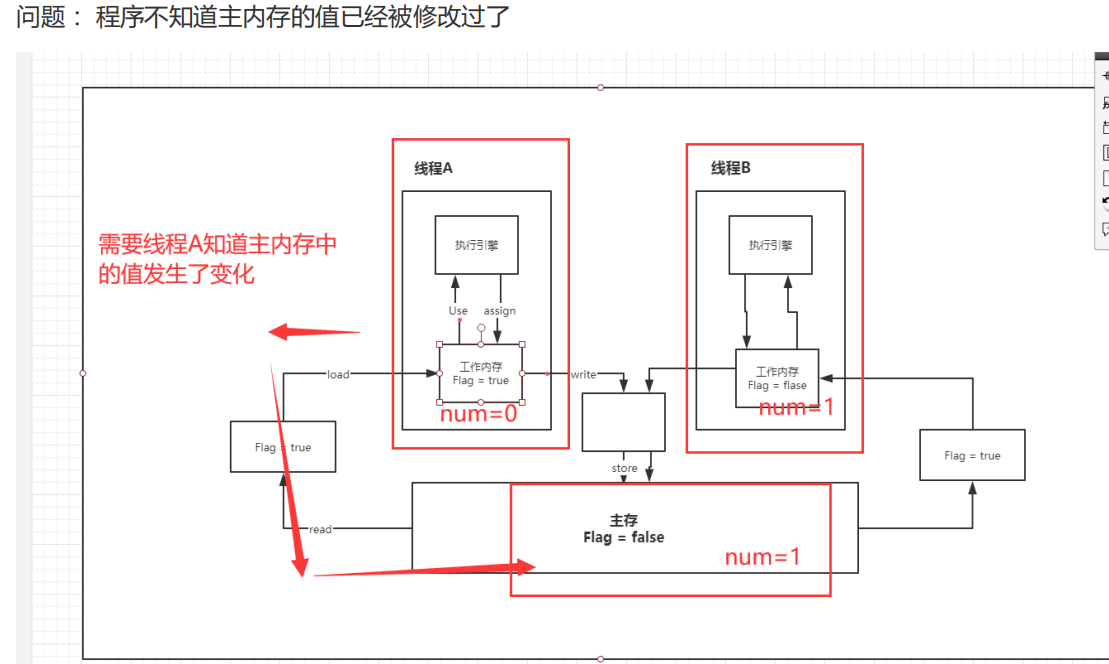 问题： 程序不知道主内存的值已经被修改过了
线程A
线程B
执行引擎
执行引擎
需要线程A知道主内存中
的值发生了变化
Use
assign
工作内存
Flag = true
num=0
工作内存
Flag = flase
num=1
load
write
Flag = true
Flag = true
store
read
主存
Flag = false
num=1